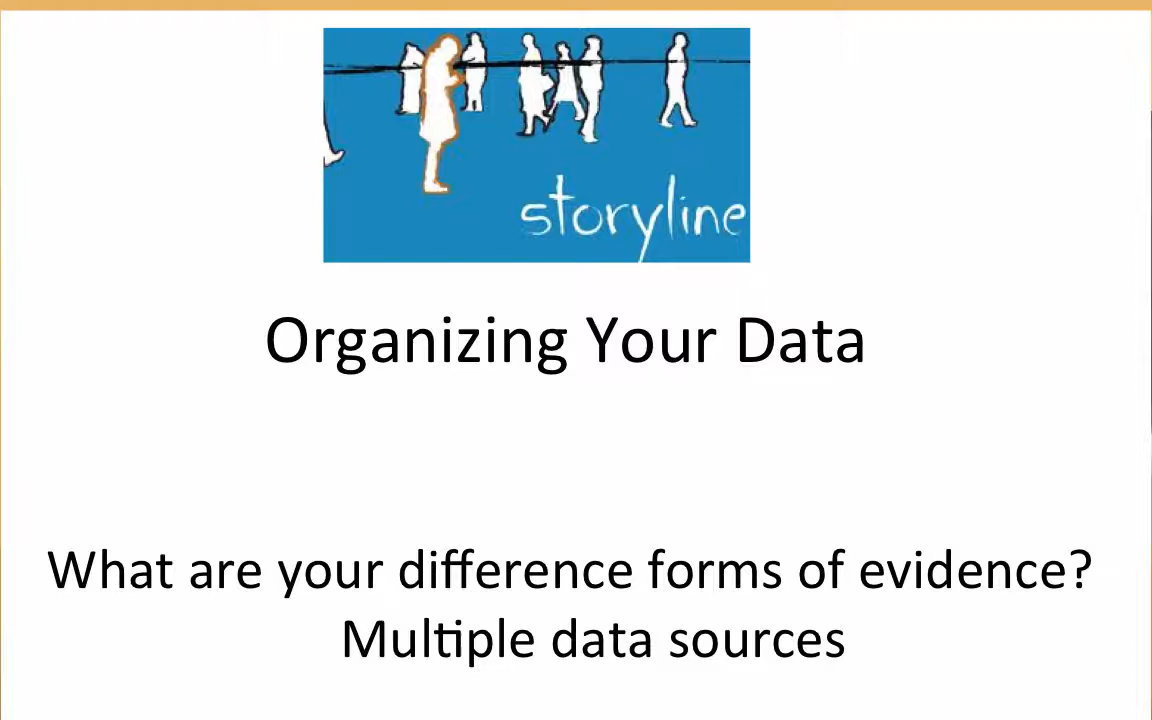 storyline
Organizing Your Data
What are your difference forms of evidence?
Multiple data sources